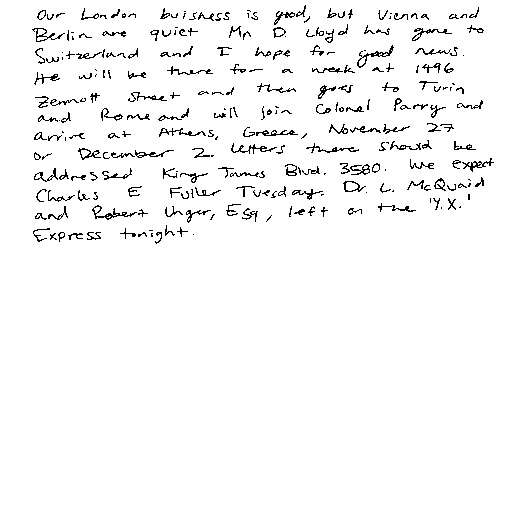 Our London buisness is good, but Vienna and
Berlin are quiet Mr. D. Lloyd has gone to
Switzerland and I hope for good news.
He will be there for a week at 1496
Zermott Street and then goes to Turin
and Rome and will join Colonel Parry and
arrive at Athens, Greece, November 27
or December 2. Letters there should be
addressed King James Blvd. 3580. We expect
Charles E Fuller Tuesday. Dr. L. McQuaid
and Robert Unger, Esq, left on the 'Y.X.'
Express tonight.